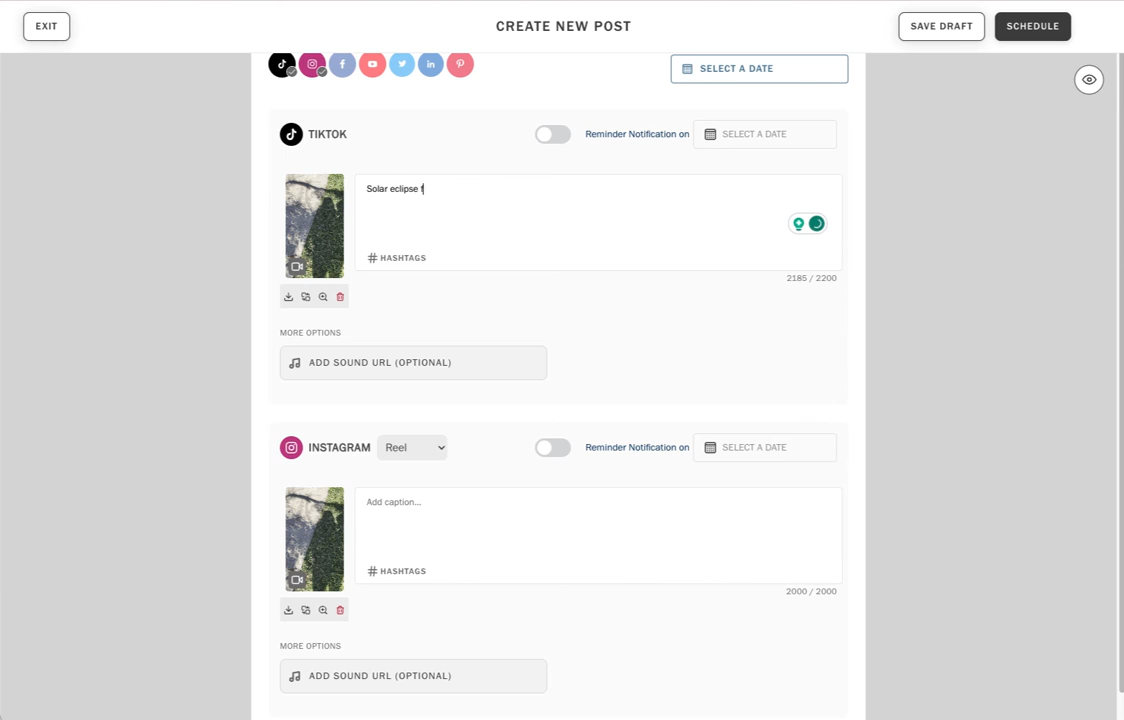 EXIT
CREATE NEW POST
SAVE DRAFT
SCHEDULE
SELECT A DATE
TIKTOK
Reminder Notification on
SELECT A DATE
Solar eclipse f
# HASHTAGS
2185 / 2200
MORE OPTIONS
ADD SOUND URL (OPTIONAL)
INSTAGRAM
Reel
Reminder Notification on
SELECT A DATE
Add caption...
# HASHTAGS
2000 / 2000
MORE OPTIONS
ADD SOUND URL (OPTIONAL)